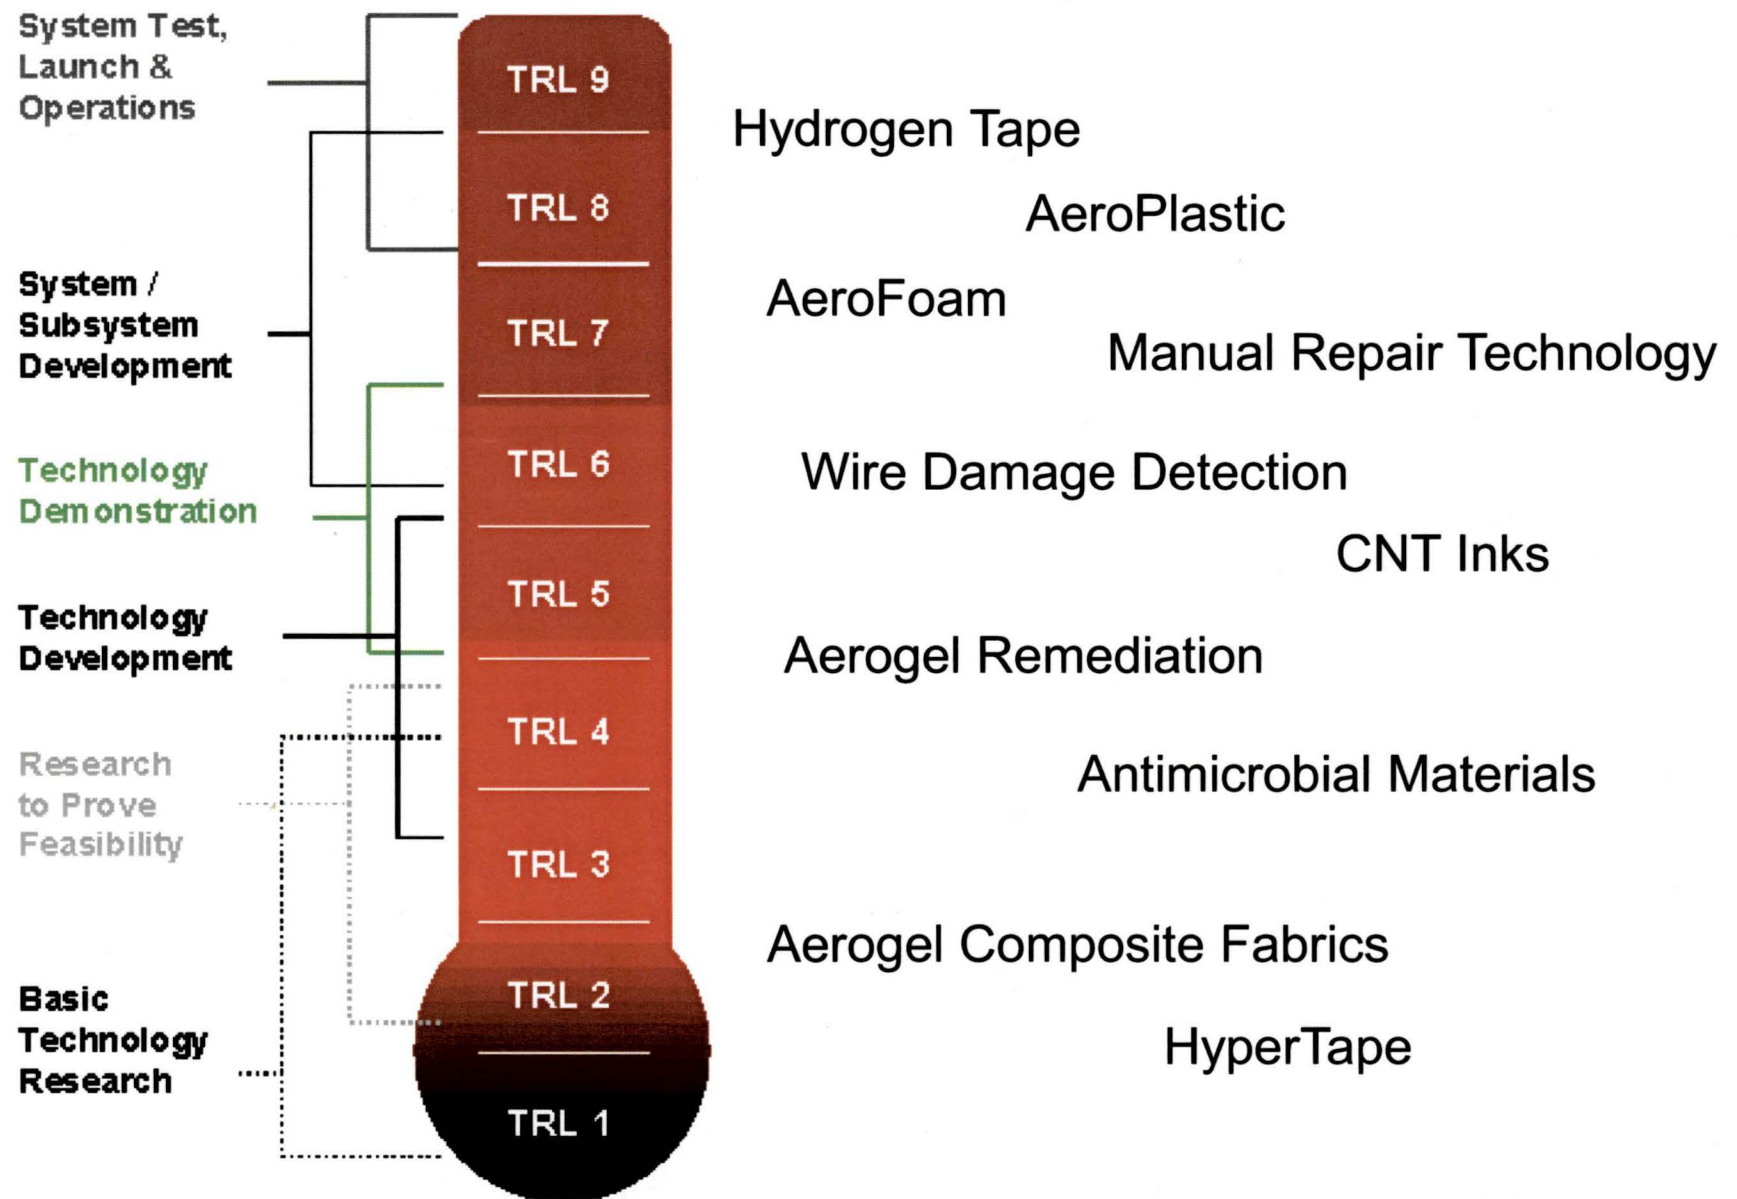 System Test,
Launch &
Operations
System /
Subsystem
Development
Technology
Demonstration
Technology
Development
Research
to Prove
Feasibility
Basic
Technology
Research
TRL 9
TRL 8
TRL 7
TRL 6
TRL 5
TRL 4
TRL 3
TRL 2
TRL 1
Hydrogen Tape
AeroPlastic
AeroFoam
Manual Repair Technology
Wire Damage Detection
CNT Inks
Aerogel Remediation
Antimicrobial Materials
Aerogel Composite Fabrics
HyperTape